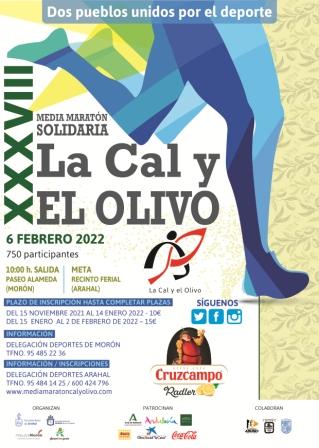 Dos pueblos unidos por el deporte
XXXVIII
MEDIA MARATÓN
SOLIDARIA
La Cal y
EL OLIVO
6 FEBRERO 2022
750 participantes
10:00 h. SALIDA
PASEO ALAMEDA
(MORÓN)
META
RECINTO FERIAL
(ARAHAL)
La Cal y el Olivo
PLAZO DE INSCRIPCIÓN HASTA COMPLETAR PLAZAS
DEL 15 NOVIEMBRE 2021 AL 14 ENERO 2022 - 10€
DEL 15 ENERO AL 2 DE FEBRERO DE 2022 – 15€
SÍGUENOS
INFORMACIÓN
DELEGACIÓN DEPORTES DE MORÓN
TFNO. 95 485 22 36
INFORMACIÓN / INSCRIPCIONES
DELEGACIÓN DEPORTES ARAHAL
TFNO. 95 484 14 25 / 600 424 796
www.mediamaratoncalyolivo.com
Cruzcampo
Radler
ORGANIZAN
PATROCINAN
COLABORAN
Andalucía
Coca-Cola